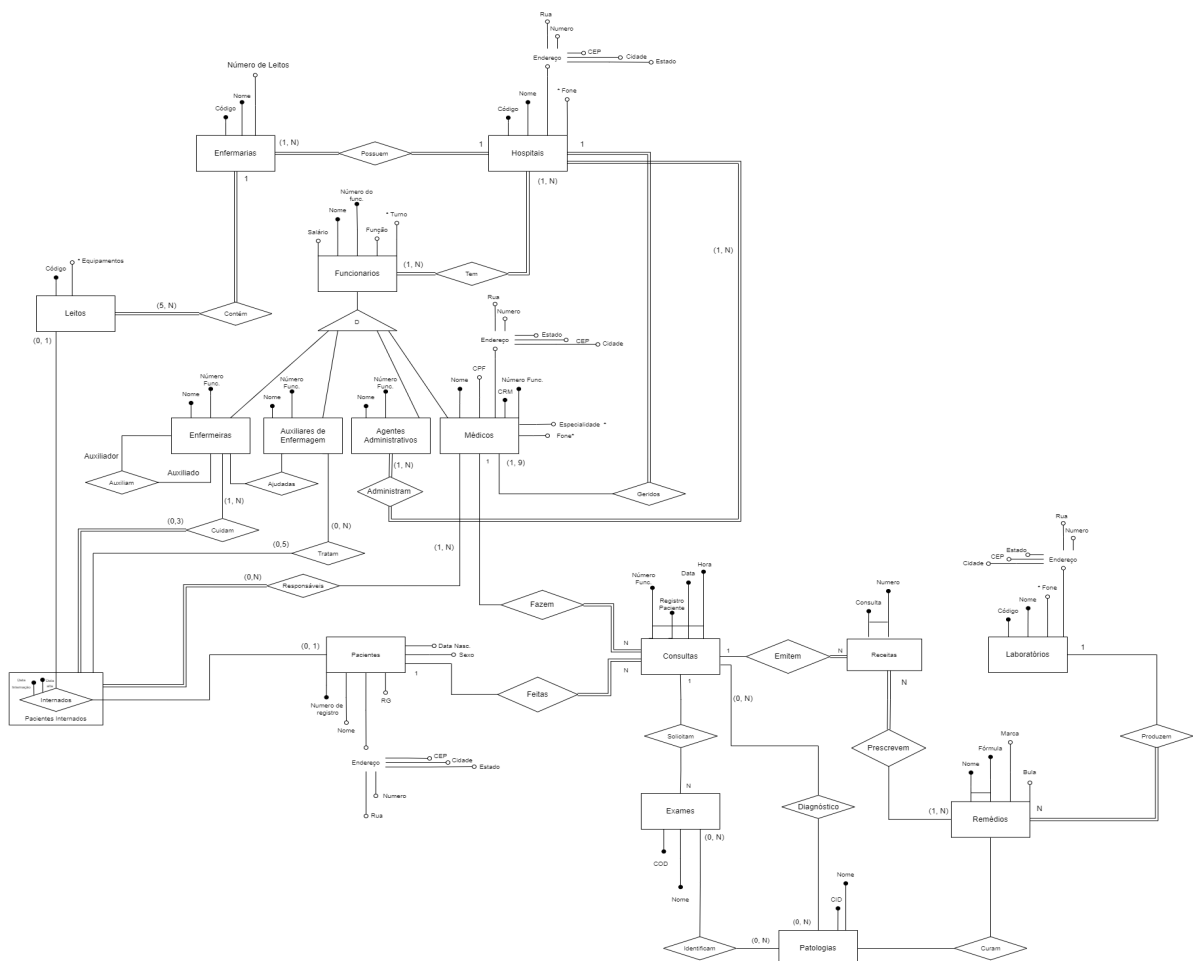 Rua
Numero
CEP
Endereço
Cidade
Estado
Número de Leitos
Nome
Código
Nome
* Fone
Código
Enfermarias
(1, N)
Possuem
1
Hospitais
1
1
(1, N)
Número do
func.
Nome
* Turno
Salário
Função
Funcionarios
(1, N)
Tem
(1, N)
* Equipamentos
Código
Leitos
(5, N)
Contém
(0, 1)
D
Rua
Numero
Endereço
Estado
CEP
Cidade
Número
Func.
Nome
Número
Func.
Nome
Número
Func.
Nome
Nome
CPF
Número Func.
CRM
Enfermeiras
Auxiliares de
Enfermagem
Agentes
Administrativos
Médicos
Especialidade *
Fone*
Auxiliador
Auxiliado
Auxiliam
Ajudadas
(1, N)
Administram
1
(1, 9)
Geridos
(1, N)
(0,3)
Cuidam
(0, N)
(0,5)
Tratam
(1, N)
(0,N)
Responsáveis
Fazem
Número
Func.
Registro
Paciente
Data
Hora
N
Consultas
1
N
1
(0, N)
Emitem
N
Numero
Consulta
Receitas
N
Rua
Numero
Estado
CEP
Cidade
Endereço
* Fone
Nome
Código
Laboratórios
1
(0, 1)
Pacientes
Data Nasc.
Sexo
1
Feitas
Numero de
registro
Nome
RG
Endereço
CEP
Cidade
Estado
Numero
Rua
Data
Internação
Data
Internados
Pacientes Internados
Solicitam
N
Exames
(0, N)
COD
Nome
Diagnóstico
Prescrevem
Produzem
Marca
Fórmula
Nome
Bula
(1, N)
Remédios
N
Nome
CID
(0, N)
Identificam
(0, N)
Patologias
Curam